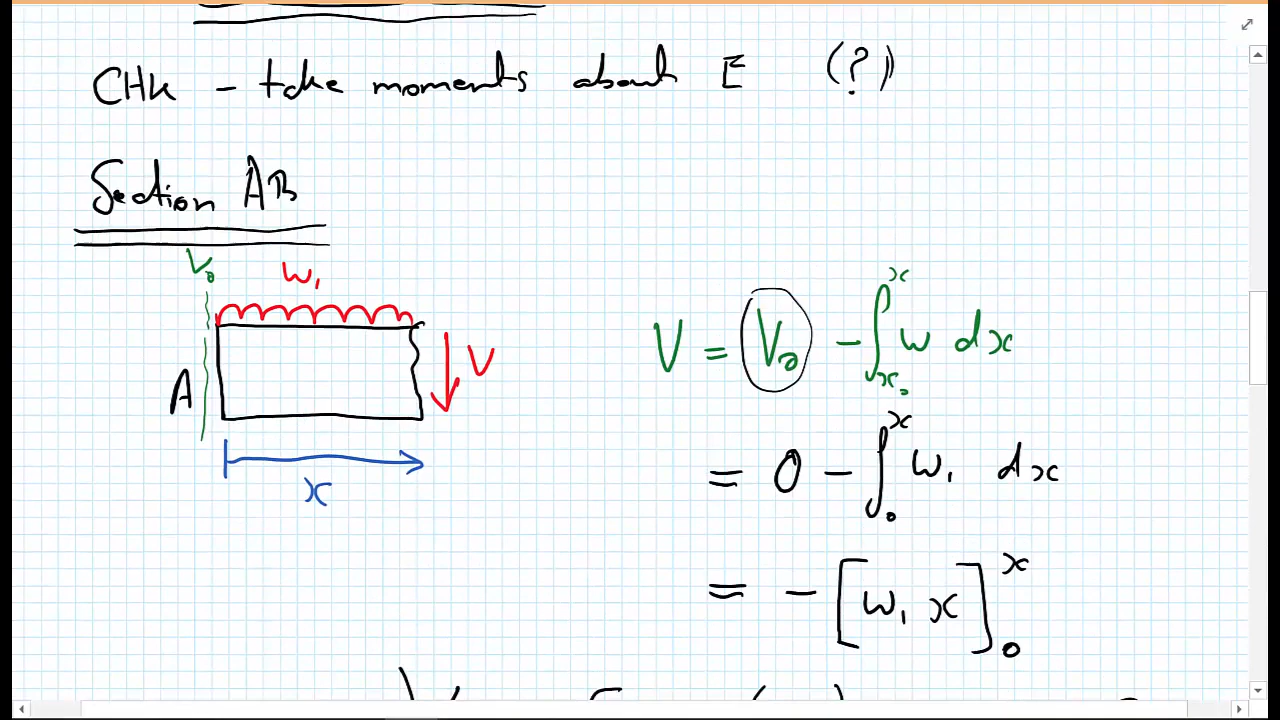 CHK - take moments about E (?)
Section AB
V₀
w₁
A
V
x
V = V₀ - ∫ₓ₀ˣ w dx
= 0 - ∫₀ˣ w₁ dx
= - [w₁ x]₀ˣ